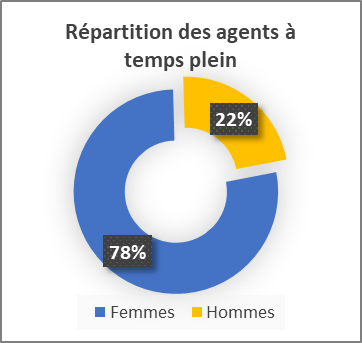 Répartition des agents à
temps plein
22%
78%
Femmes Hommes